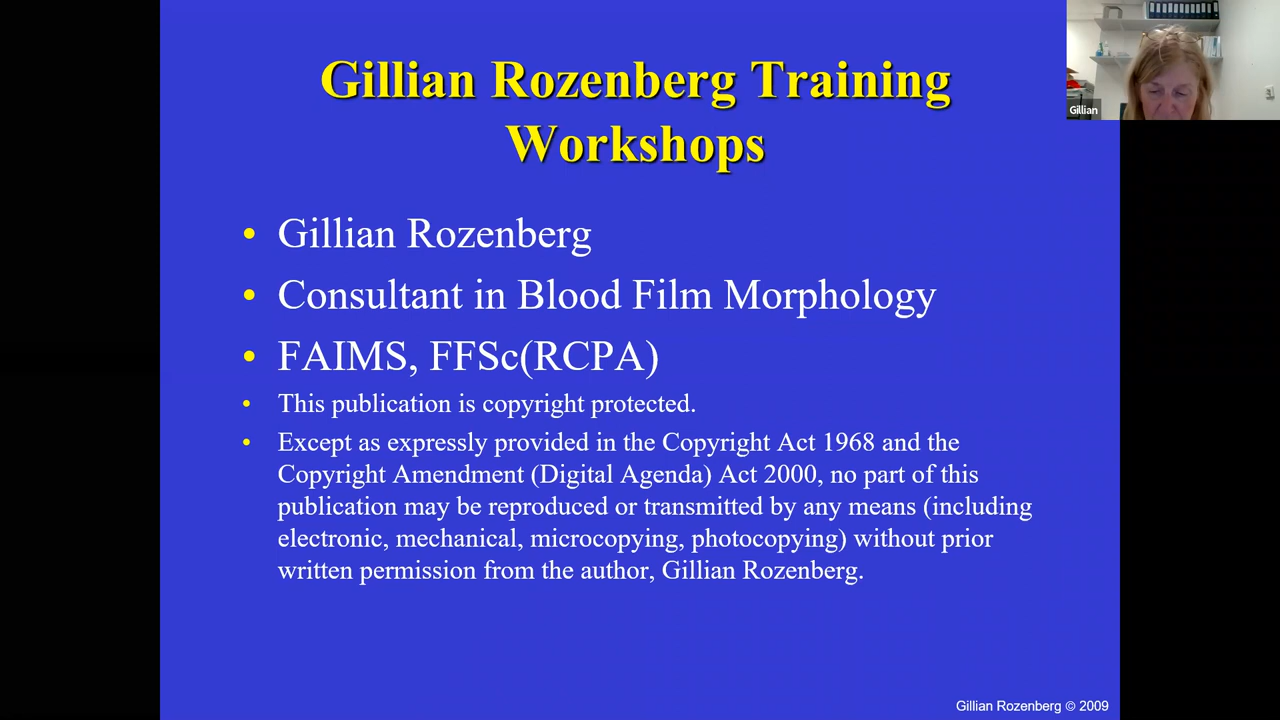 Gillian Rozenberg Training
Workshops
• Gillian Rozenberg
• Consultant in Blood Film Morphology
• FAIMS, FFSc(RCPA)
• This publication is copyright protected.
• Except as expressly provided in the Copyright Act 1968 and the
Copyright Amendment (Digital Agenda) Act 2000, no part of this
publication may be reproduced or transmitted by any means (including
electronic, mechanical, microcopying, photocopying) without prior
written permission from the author, Gillian Rozenberg.
Gillian Rozenberg © 2009
Gillian